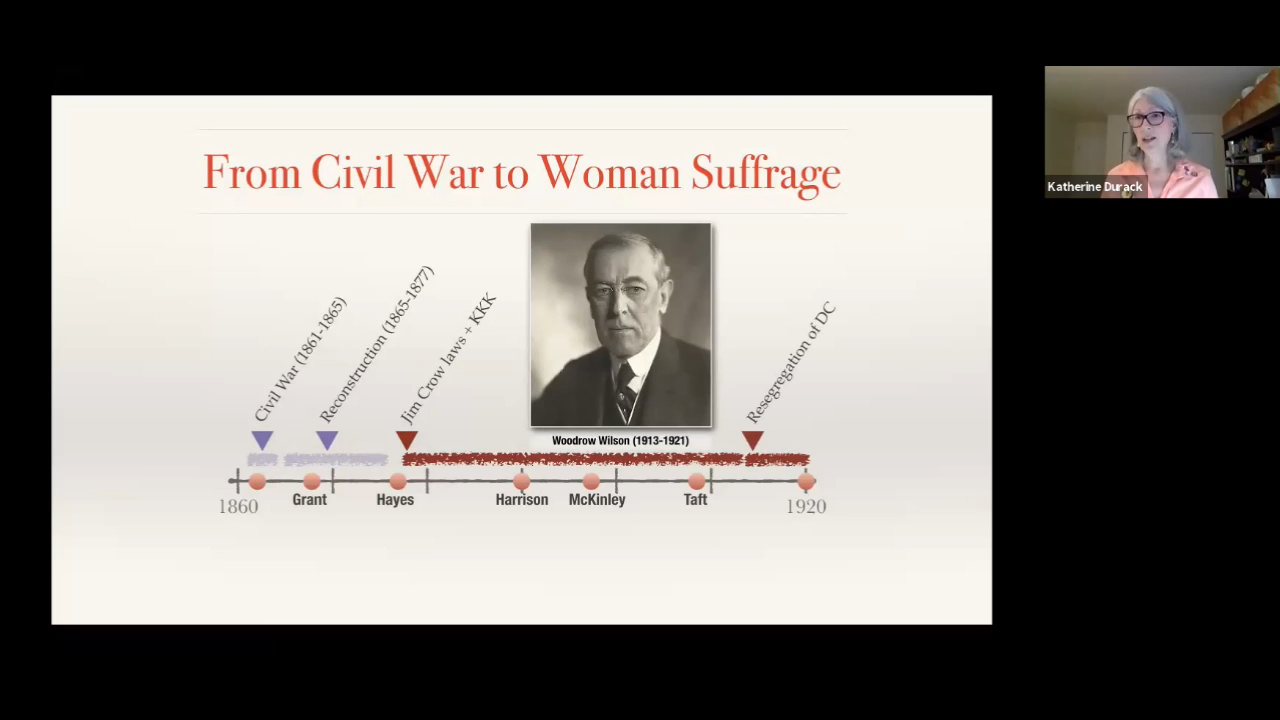 From Civil War to Woman Suffrage
Katherine Durack
Civil War (1861-1865)
Reconstruction (1865-1877)
Jim Crow laws + KKK
Resegregation of DC
Woodrow Wilson (1913-1921)
Grant
Hayes
Harrison
McKinley
Taft
1860
1920